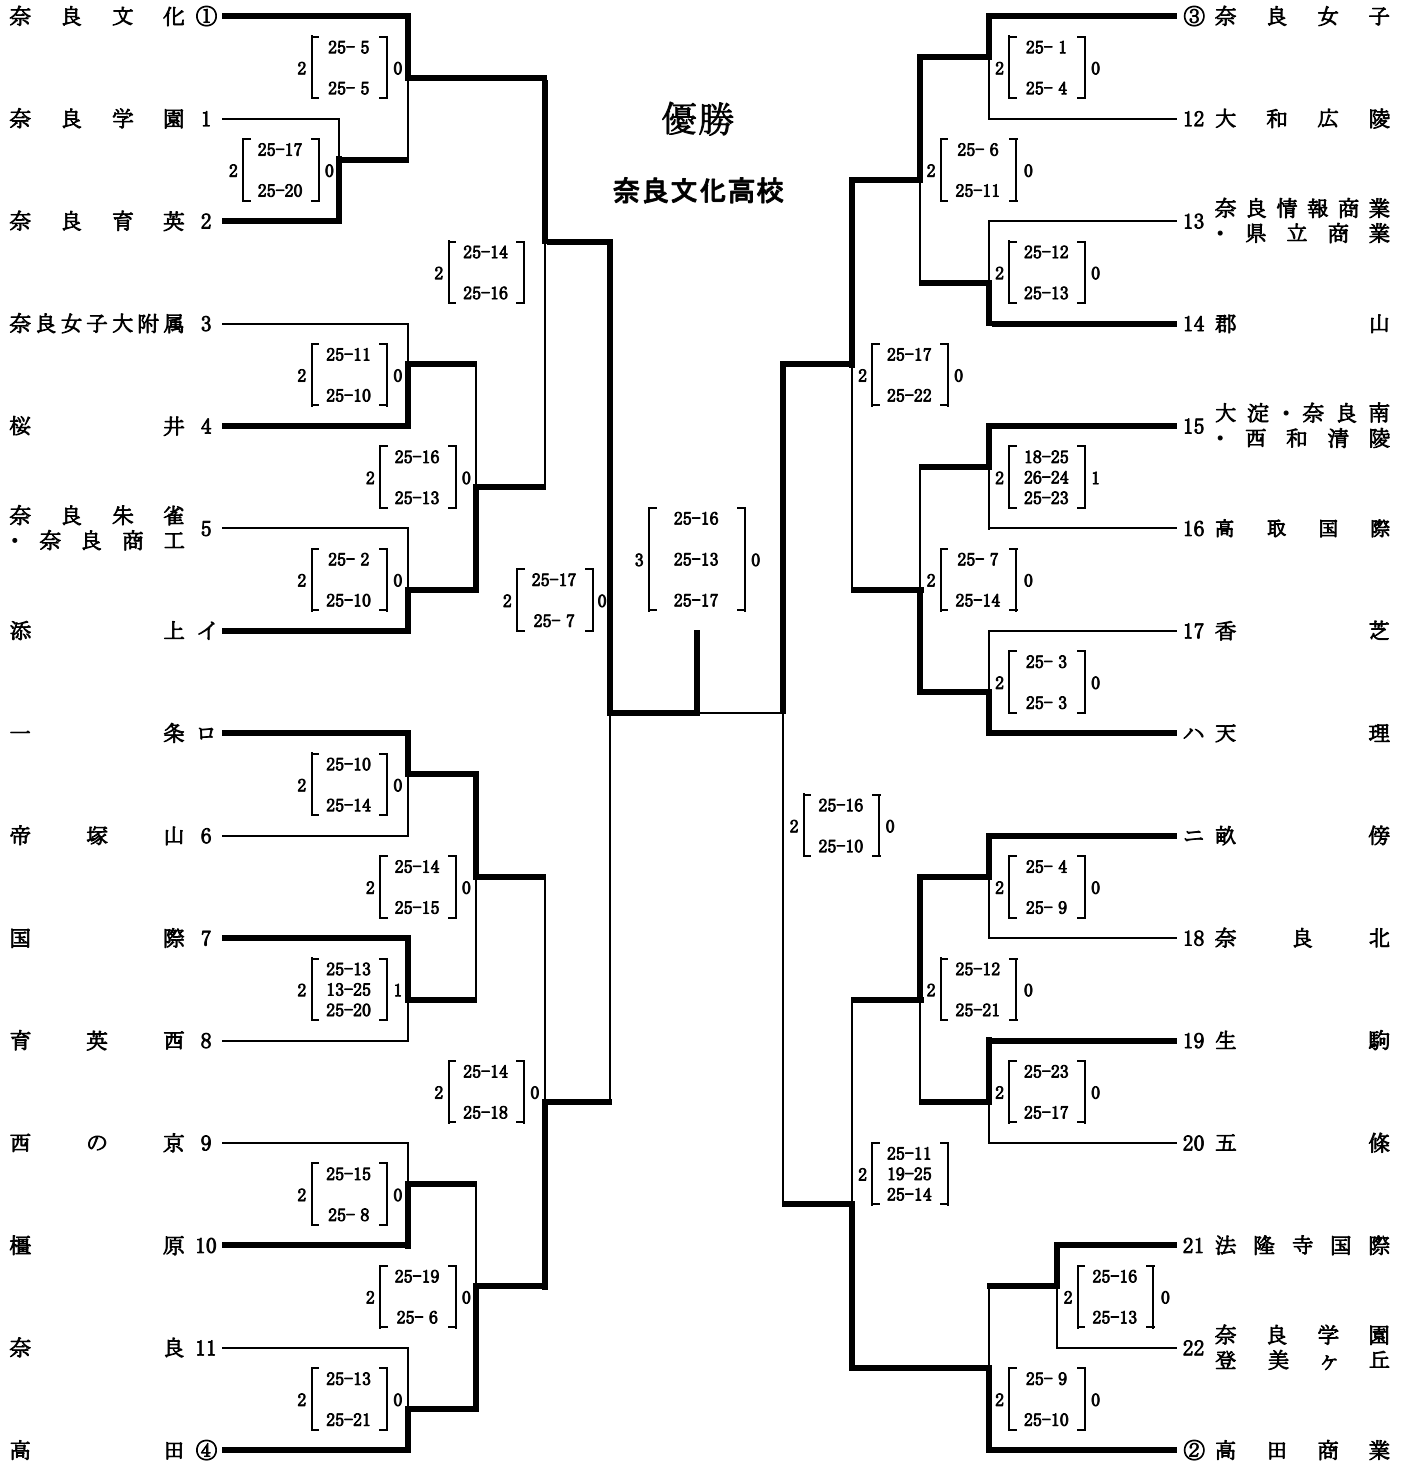 奈良文化 ①
2 25- 5 0
25- 5
奈良学園 1
2 25-17 0
25-20
奈良育英 2
2 25-14
25-16
奈良女子大附属 3
2 25-11 0
25-10
桜井 4
2 25-16 0
25-13
奈良朱雀
・奈良商工 5
2 25- 2 0
25-10
添上 イ
2 25-17 0
25- 7
一条 ロ
2 25-10 0
25-14
帝塚山 6
2 25-14 0
25-15
国際 7
2 25-13 1
13-25
25-20
育英西 8
2 25-14 0
25-18
西の京 9
2 25-15 0
25- 8
橿原 10
2 25-19 0
25- 6
奈良 11
2 25-13 0
25-21
高田 ④
優勝
奈良文化高校
3 25-16 0
25-13
25-17
③ 奈良女子
2 25- 1 0
25- 4
12 大和広陵
2 25- 6 0
25-11
13 奈良情報商業
・県立商業
2 25-12 0
25-13
14 郡山
2 25-17 0
25-22
15 大淀・奈良南
・西和清陵
2 18-25 1
26-24
25-23
16 高取国際
2 25- 7 0
25-14
17 香芝
2 25- 3 0
25- 3
ハ 天理
2 25-16 0
25-10
ニ 畝傍
2 25- 4 0
25- 9
18 奈良北
2 25-12 0
25-21
19 生駒
2 25-23 0
25-17
20 五條
2 25-11
19-25
25-14
21 法隆寺国際
2 25-16 0
25-13
22 奈良学園
登美ヶ丘
2 25- 9 0
25-10
② 高田商業